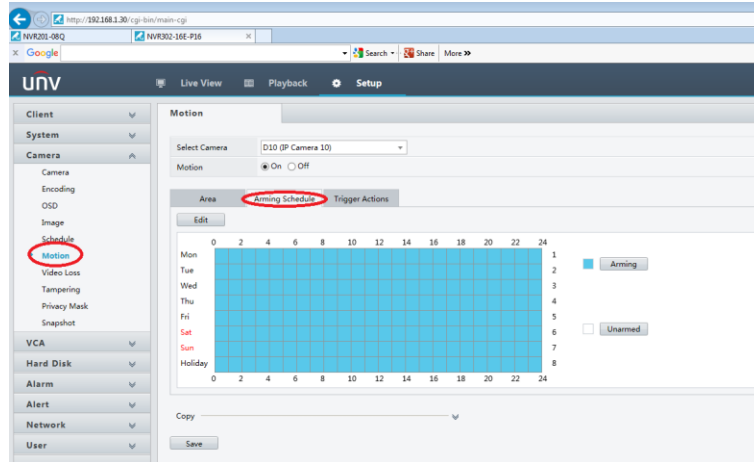 http://192.168.1.30/cgi-bin/main-cgi
NVR201-08Q NVR302-16E-P16 ×
x Google Search Share More »
unv Live View Playback Setup
Client
System
Camera
Camera
Encoding
OSD
Image
Schedule
Motion
Video Loss
Tampering
Privacy Mask
Snapshot
VCA
Hard Disk
Alarm
Alert
Network
User
Motion
Select Camera D10 (IP Camera 10)
Motion On Off
Area Arming Schedule Trigger Actions
Edit
0 2 4 6 8 10 12 14 16 18 20 22 24
Mon 1
Tue 2 Arming
Wed 3
Thu 4
Fri 5
Sat 6 Unarmed
Sun 7
Holiday 8
0 2 4 6 8 10 12 14 16 18 20 22 24
Copy
Save